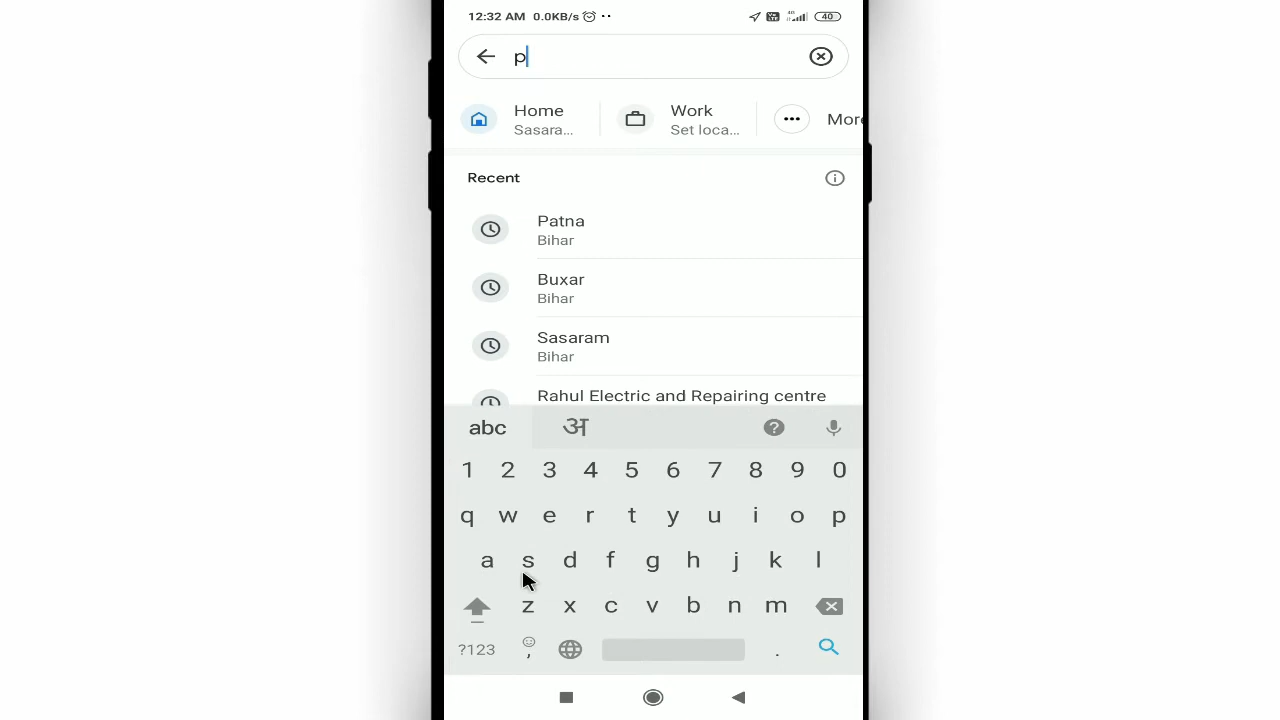 12:32 AM 0.0KB/s
4G
40
p
Home
Sasara...
Work
Set loca...
More
Recent
Patna
Bihar
Buxar
Bihar
Sasaram
Bihar
Rahul Electric and Repairing centre
abc अ ?
1 2 3 4 5 6 7 8 9 0
q w e r t y u i o p
a s d f g h j k l
z x c v b n m
?123 , .